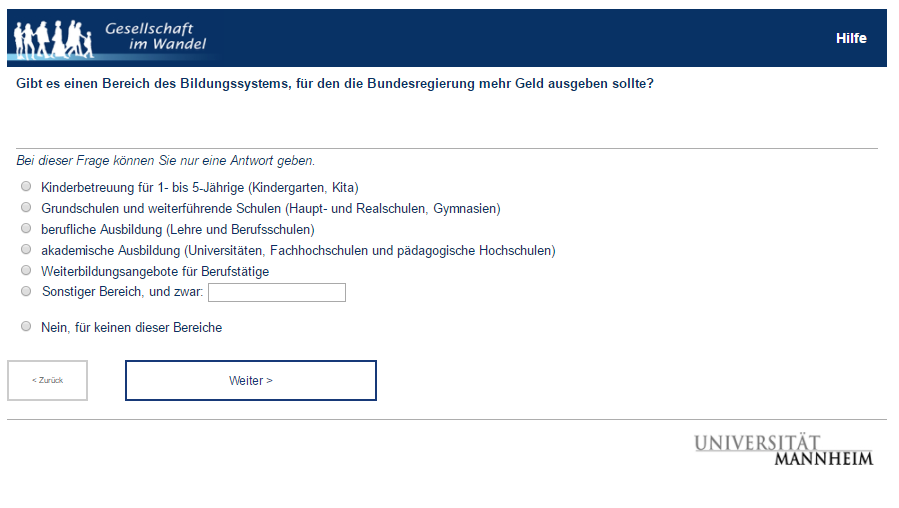 Gesellschaft
im Wandel
Hilfe
Gibt es einen Bereich des Bildungssystems, für den die Bundesregierung mehr Geld ausgeben sollte?
Bei dieser Frage können Sie nur eine Antwort geben.
Kinderbetreuung für 1- bis 5-Jährige (Kindergarten, Kita)
Grundschulen und weiterführende Schulen (Haupt- und Realschulen, Gymnasien)
berufliche Ausbildung (Lehre und Berufsschulen)
akademische Ausbildung (Universitäten, Fachhochschulen und pädagogische Hochschulen)
Weiterbildungsangebote für Berufstätige
Sonstiger Bereich, und zwar:
Nein, für keinen dieser Bereiche
< Zurück
Weiter >
UNIVERSITÄT
MANNHEIM